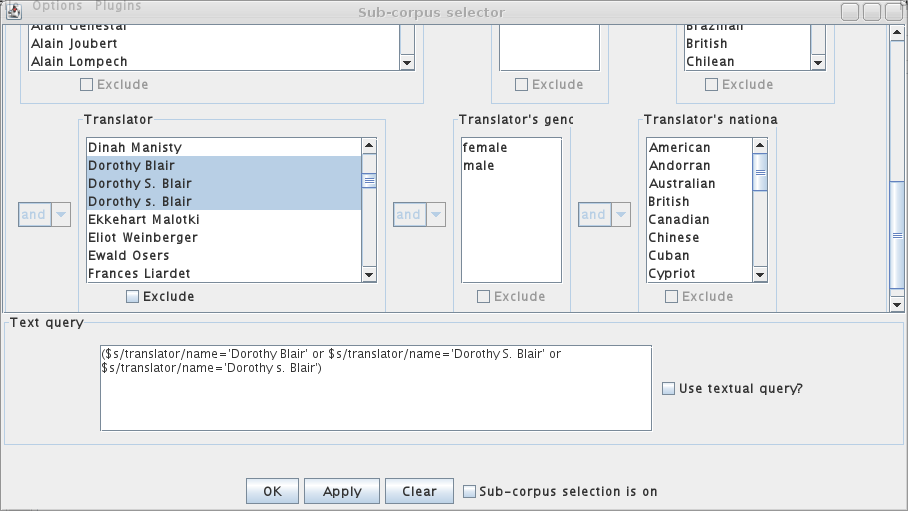 Options Plugins
Sub-corpus selector
Alain Genestar
Alain Joubert
Alain Lompech
Exclude
Exclude
Brazilian
British
Chilean
Exclude
Translator
Dinah Manisty
Dorothy Blair
Dorothy S. Blair
Dorothy s. Blair
Ekkehart Malotki
Eliot Weinberger
Ewald Osers
Frances Liardet
Exclude
and
and
Translator's genc
female
male
Exclude
and
Translator's nationa
American
Andorran
Australian
British
Canadian
Chinese
Cuban
Cypriot
Exclude
Text query
($s/translator/name='Dorothy Blair' or $s/translator/name='Dorothy S. Blair' or
$s/translator/name='Dorothy s. Blair')
Use textual query?
OK Apply Clear Sub-corpus selection is on